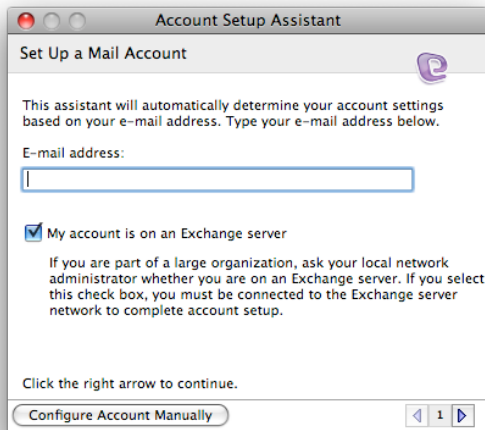 Account Setup Assistant
Set Up a Mail Account
This assistant will automatically determine your account settings
based on your e-mail address. Type your e-mail address below.
E-mail address:
My account is on an Exchange server
If you are part of a large organization, ask your local network
administrator whether you are on an Exchange server. If you select
this check box, you must be connected to the Exchange server
network to complete account setup.
Click the right arrow to continue.
Configure Account Manually
1